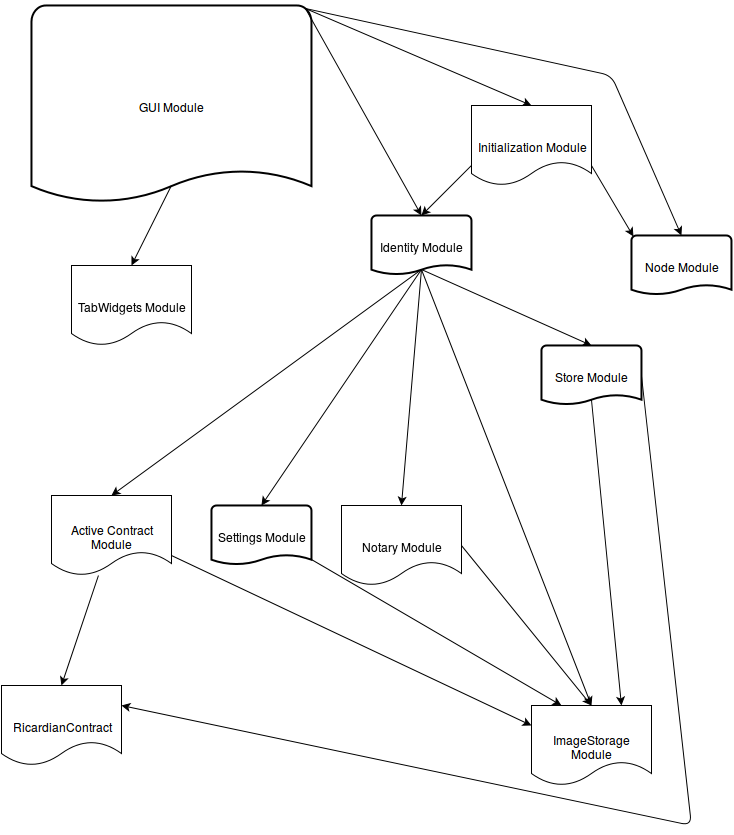 GUI Module
Initialization Module
Identity Module
Node Module
TabWidgets Module
Store Module
Active Contract
Module
Settings Module
Notary Module
RicardianContract
ImageStorage
Module